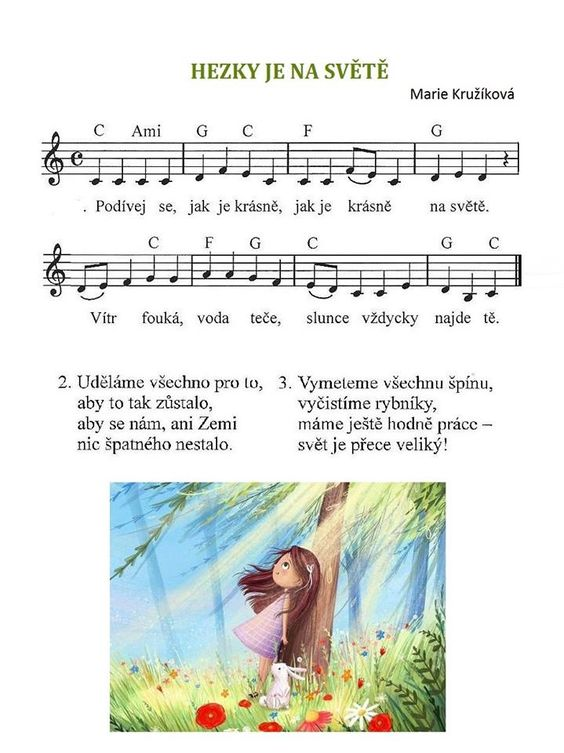 HEZKY JE NA SVĚTĚ
Marie Kružíková
C Ami G C F G
. Podívej se, jak je krásně, jak je krásně na světě.
C F G C G C
Vítr fouká, voda teče, slunce vždycky najde tě.
2. Uděláme všechno pro to,
aby to tak zůstalo,
aby se nám, ani Zemi
nic špatného nestalo.
3. Vymeteme všechnu špínu,
vyčistíme rybníky,
máme ještě hodně práce –
svět je přece veliký!